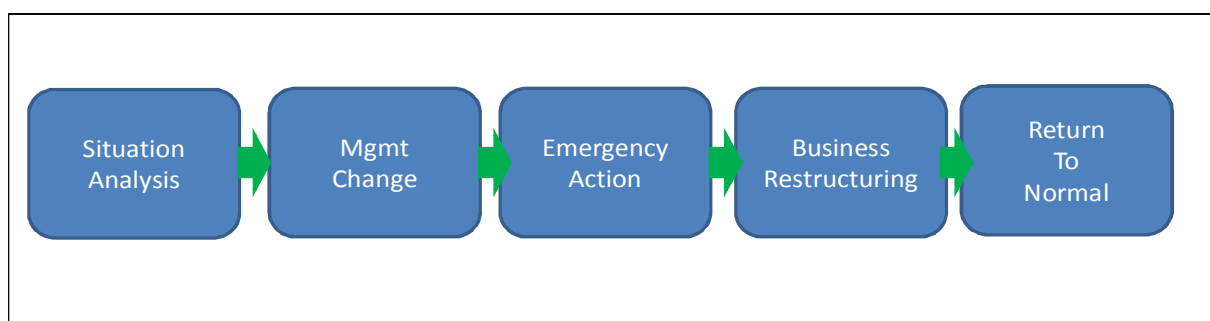 Situation
Analysis
Mgmt
Change
Emergency
Action
Business
Restructuring
Return
To
Normal